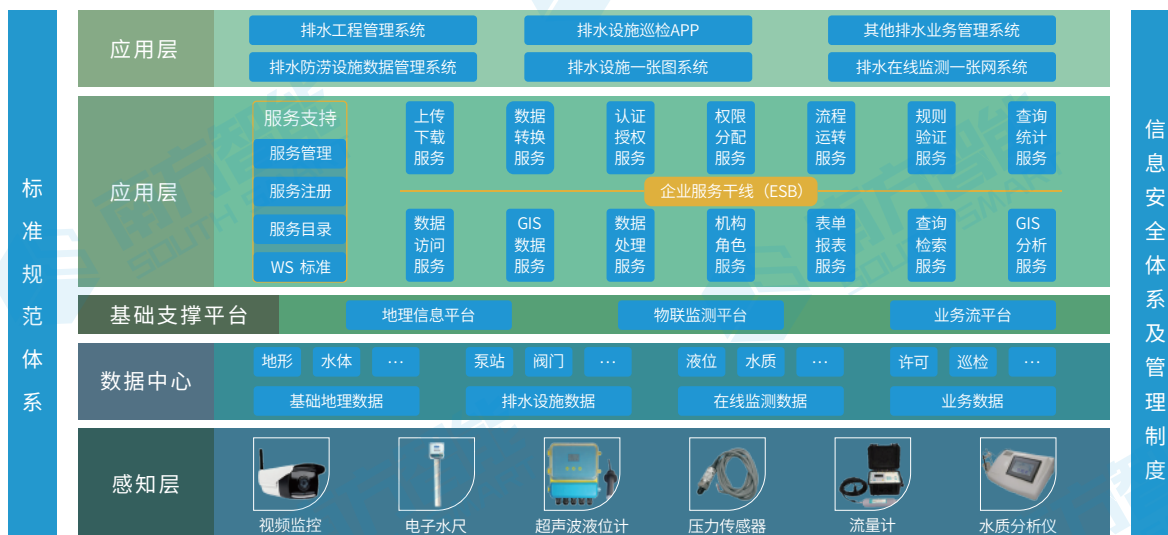 标准规范体系
应用层
排水工程管理系统
排水设施巡检APP
其他排水业务管理系统
排水防涝设施数据管理系统
排水设施一张图系统
排水在线监测一张网系统
应用层
服务支持
服务管理
服务注册
服务目录
WS 标准
上传
下载
服务
数据
转换
服务
认证
授权
服务
权限
分配
服务
流程
运转
服务
规则
验证
服务
查询
统计
服务
企业服务干线（ESB）
数据
访问
服务
GIS
数据
服务
数据
处理
服务
机构
角色
服务
表单
报表
服务
查询
检索
服务
GIS
分析
服务
基础支撑平台
地理信息平台
物联监测平台
业务流平台
数据中心
地形
水体
…
泵站
阀门
…
液位
水质
…
许可
巡检
…
基础地理数据
排水设施数据
在线监测数据
业务数据
感知层
视频监控
电子水尺
超声波液位计
压力传感器
流量计
水质分析仪
信息安全体系及管理制度
南方智能
SOUTH SMART